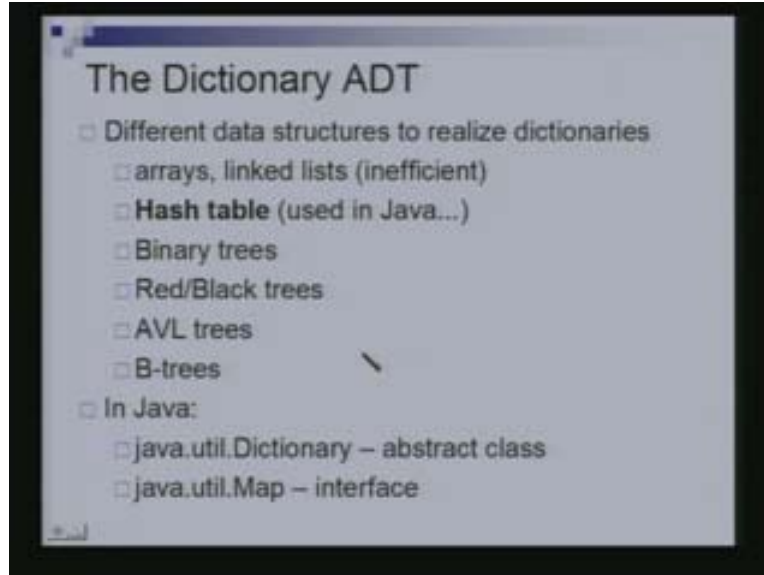 The Dictionary ADT
Different data structures to realize dictionaries
arrays, linked lists (inefficient)
Hash table (used in Java...)
Binary trees
Red/Black trees
AVL trees
B-trees
In Java:
java.util.Dictionary – abstract class
java.util.Map – interface